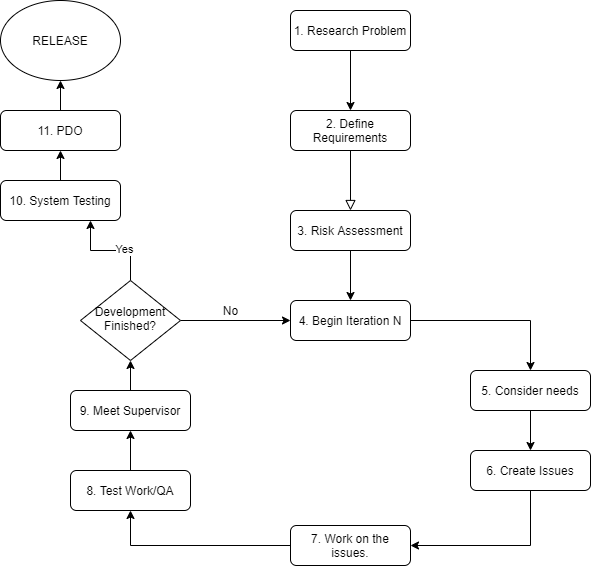 RELEASE
1. Research Problem
11. PDO
2. Define
Requirements
10. System Testing
3. Risk Assessment
Yes
Development
Finished?
No
4. Begin Iteration N
5. Consider needs
9. Meet Supervisor
6. Create Issues
8. Test Work/QA
7. Work on the
issues.